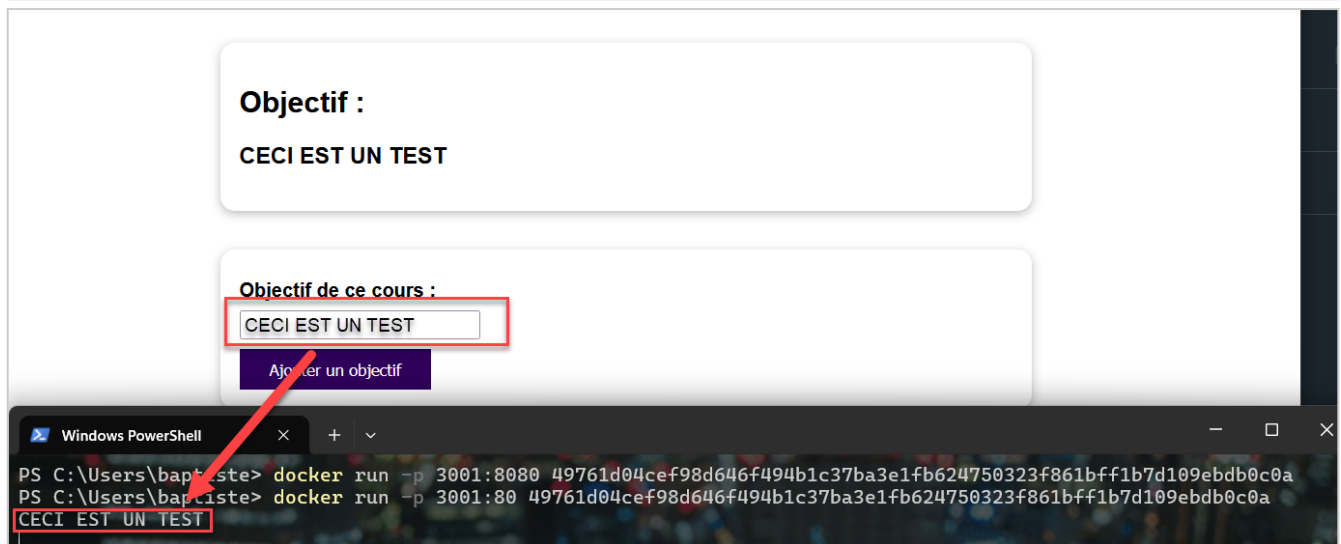 Objectif :
CECI EST UN TEST
Objectif de ce cours :
CECI EST UN TEST
Ajouter un objectif
Windows PowerShell
PS C:\Users\baptiste> docker run -p 3001:8080 49761d04cef98d646f494b1c37ba3e1fb624750323f861bff1b7d109ebdb0c0a
PS C:\Users\baptiste> docker run -p 3001:80 49761d04cef98d646f494b1c37ba3e1fb624750323f861bff1b7d109ebdb0c0a
CECI EST UN TEST